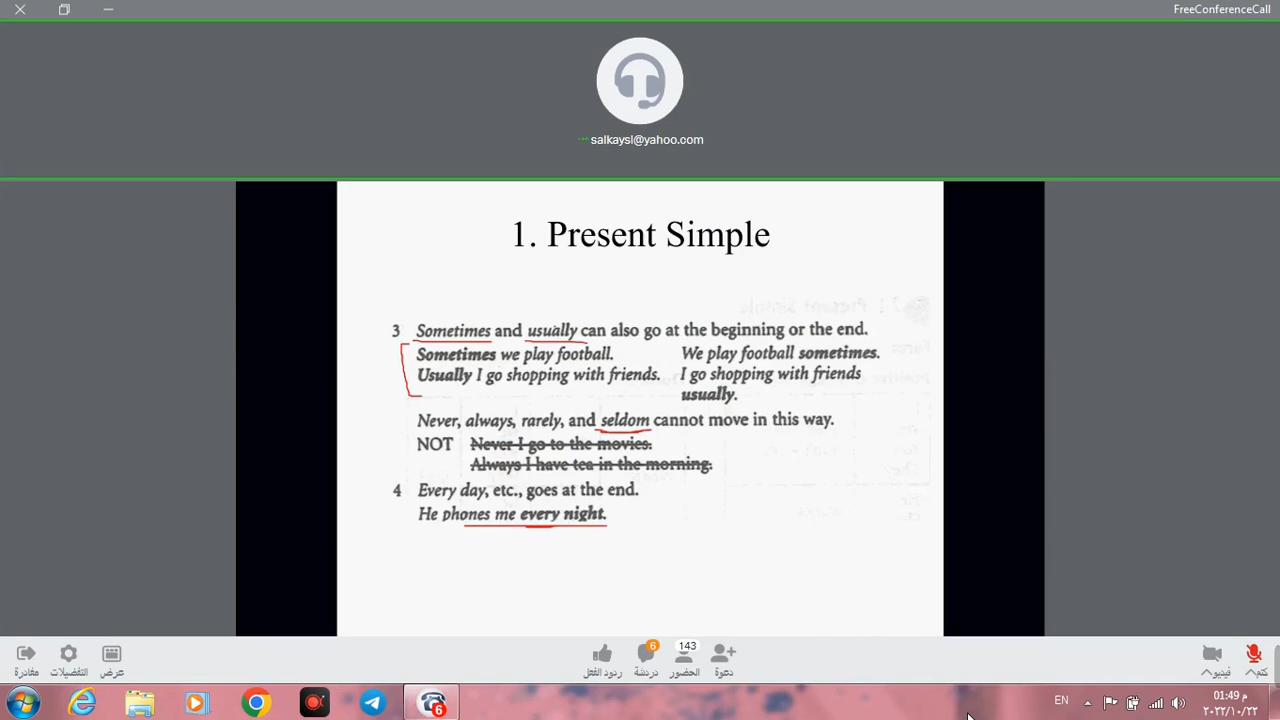 FreeConferenceCall
salkaysl@yahoo.com
1. Present Simple
3 Sometimes and usually can also go at the beginning or the end.
Sometimes we play football. We play football sometimes.
Usually I go shopping with friends. I go shopping with friends
usually.
Never, always, rarely, and seldom cannot move in this way.
NOT Never I go to the movies.
Always I have tea in the morning.
4 Every day, etc., goes at the end.
He phones me every night.
6
143
مغادرة
التفضيلات
عرض
ردود الفعل
دردشة
الحضور
دعوة
فيديو
كتم
6
EN
01:49 م
٢٠٢٢/١٠/٢٢